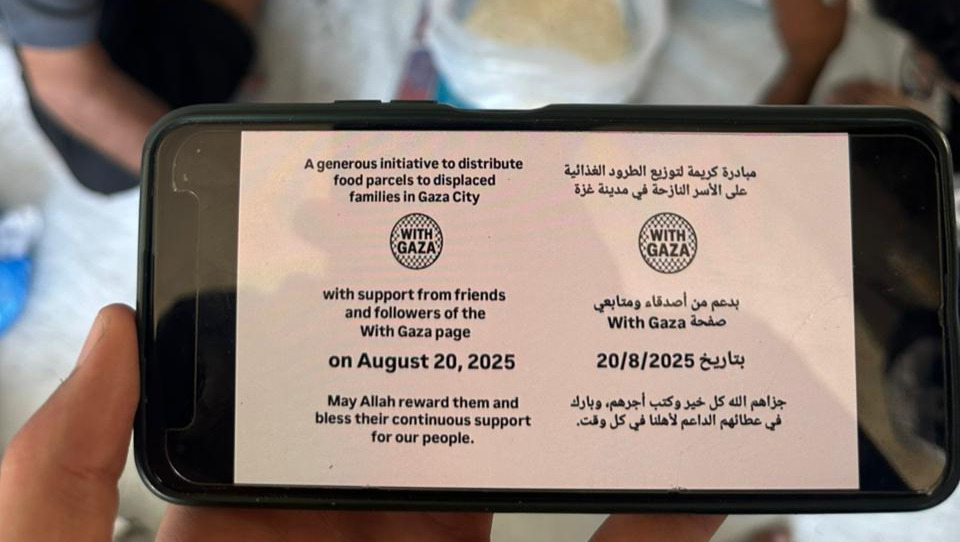 A generous initiative to distribute
food parcels to displaced
families in Gaza City
WITH
GAZA
with support from friends
and followers of the
With Gaza page
on August 20, 2025
May Allah reward them and
bless their continuous support
for our people.
مبادرة كريمة لتوزيع الطرود الغذائية
على الأسر النازحة في مدينة غزة
WITH
GAZA
بدعم من أصدقاء ومتابعي
صفحة With Gaza
بتاريخ 20/8/2025
جزاهم الله كل خير وكتب أجرهم، وبارك
في عطائهم الداعم لأهلنا في كل وقت.